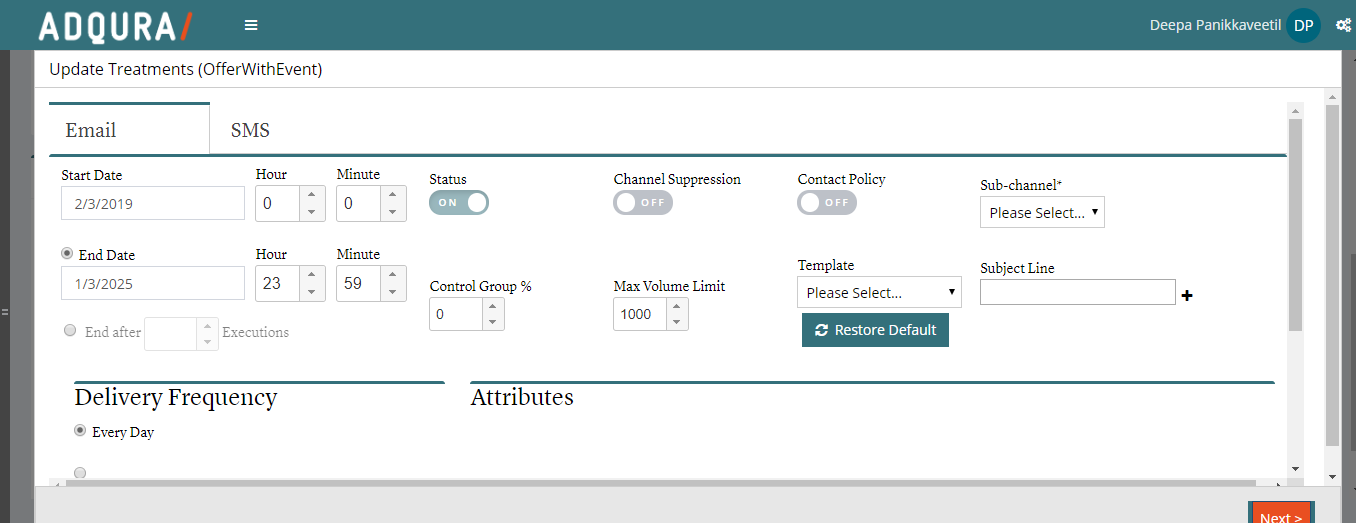 ADQURA/
Deepa Panikkaveetil DP
Update Treatments (OfferWithEvent)
Email SMS
Start Date Hour Minute Status Channel Suppression Contact Policy Sub-channel*
2/3/2019 0 0 ON OFF OFF Please Select...
End Date Hour Minute Template Subject Line
1/3/2025 23 59 Control Group % Max Volume Limit Please Select...
0 1000
End after Executions Restore Default
Delivery Frequency Attributes
Every Day
Next >